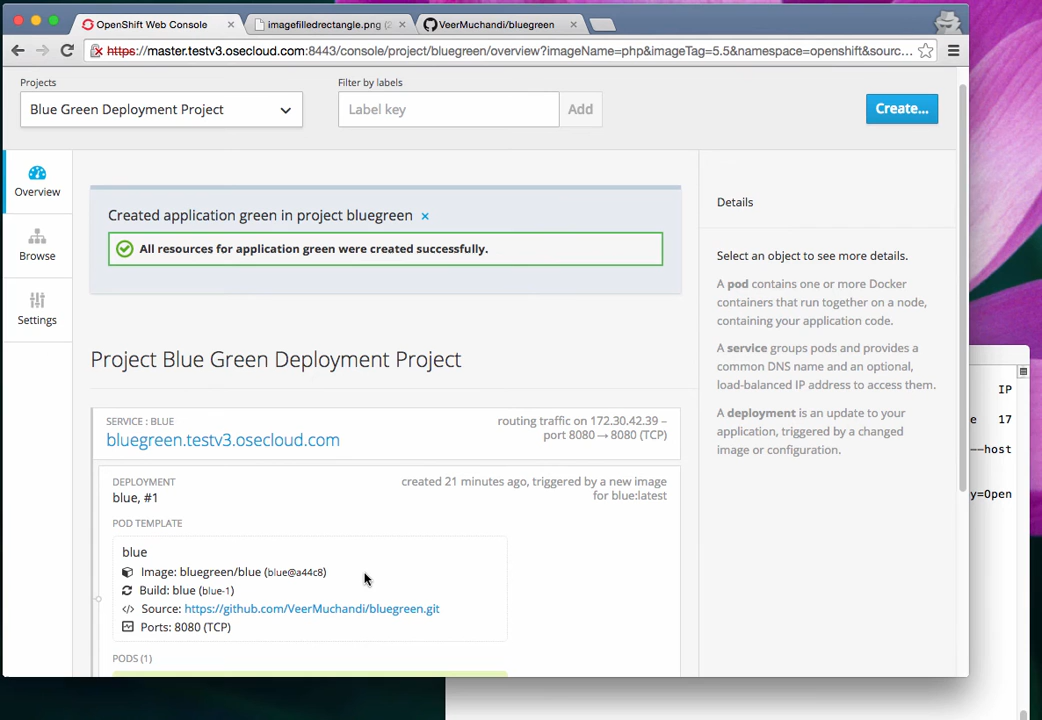 OpenShift Web Console
imagefilledrectangle.png (2
VeerMuchandi/bluegreen
https://master.testv3.osecloud.com:8443/console/project/bluegreen/overview?imageName=php&imageTag=5.5&namespace=openshift&sourc...
Projects
Blue Green Deployment Project
Filter by labels
Label key
Add
Create...
Overview
Browse
Settings
Created application green in project bluegreen ×
All resources for application green were created successfully.
Project Blue Green Deployment Project
SERVICE : BLUE
bluegreen.testv3.osecloud.com
routing traffic on 172.30.42.39 –
port 8080 → 8080 (TCP)
DEPLOYMENT
blue, #1
created 21 minutes ago, triggered by a new image
for blue:latest
POD TEMPLATE
blue
Image: bluegreen/blue (blue@a44c8)
Build: blue (blue-1)
Source: https://github.com/VeerMuchandi/bluegreen.git
Ports: 8080 (TCP)
PODS (1)
Details
Select an object to see more details.
A pod contains one or more Docker
containers that run together on a node,
containing your application code.
A service groups pods and provides a
common DNS name and an optional,
load-balanced IP address to access them.
A deployment is an update to your
application, triggered by a changed
image or configuration.
IP
e 17
--host
y=Open